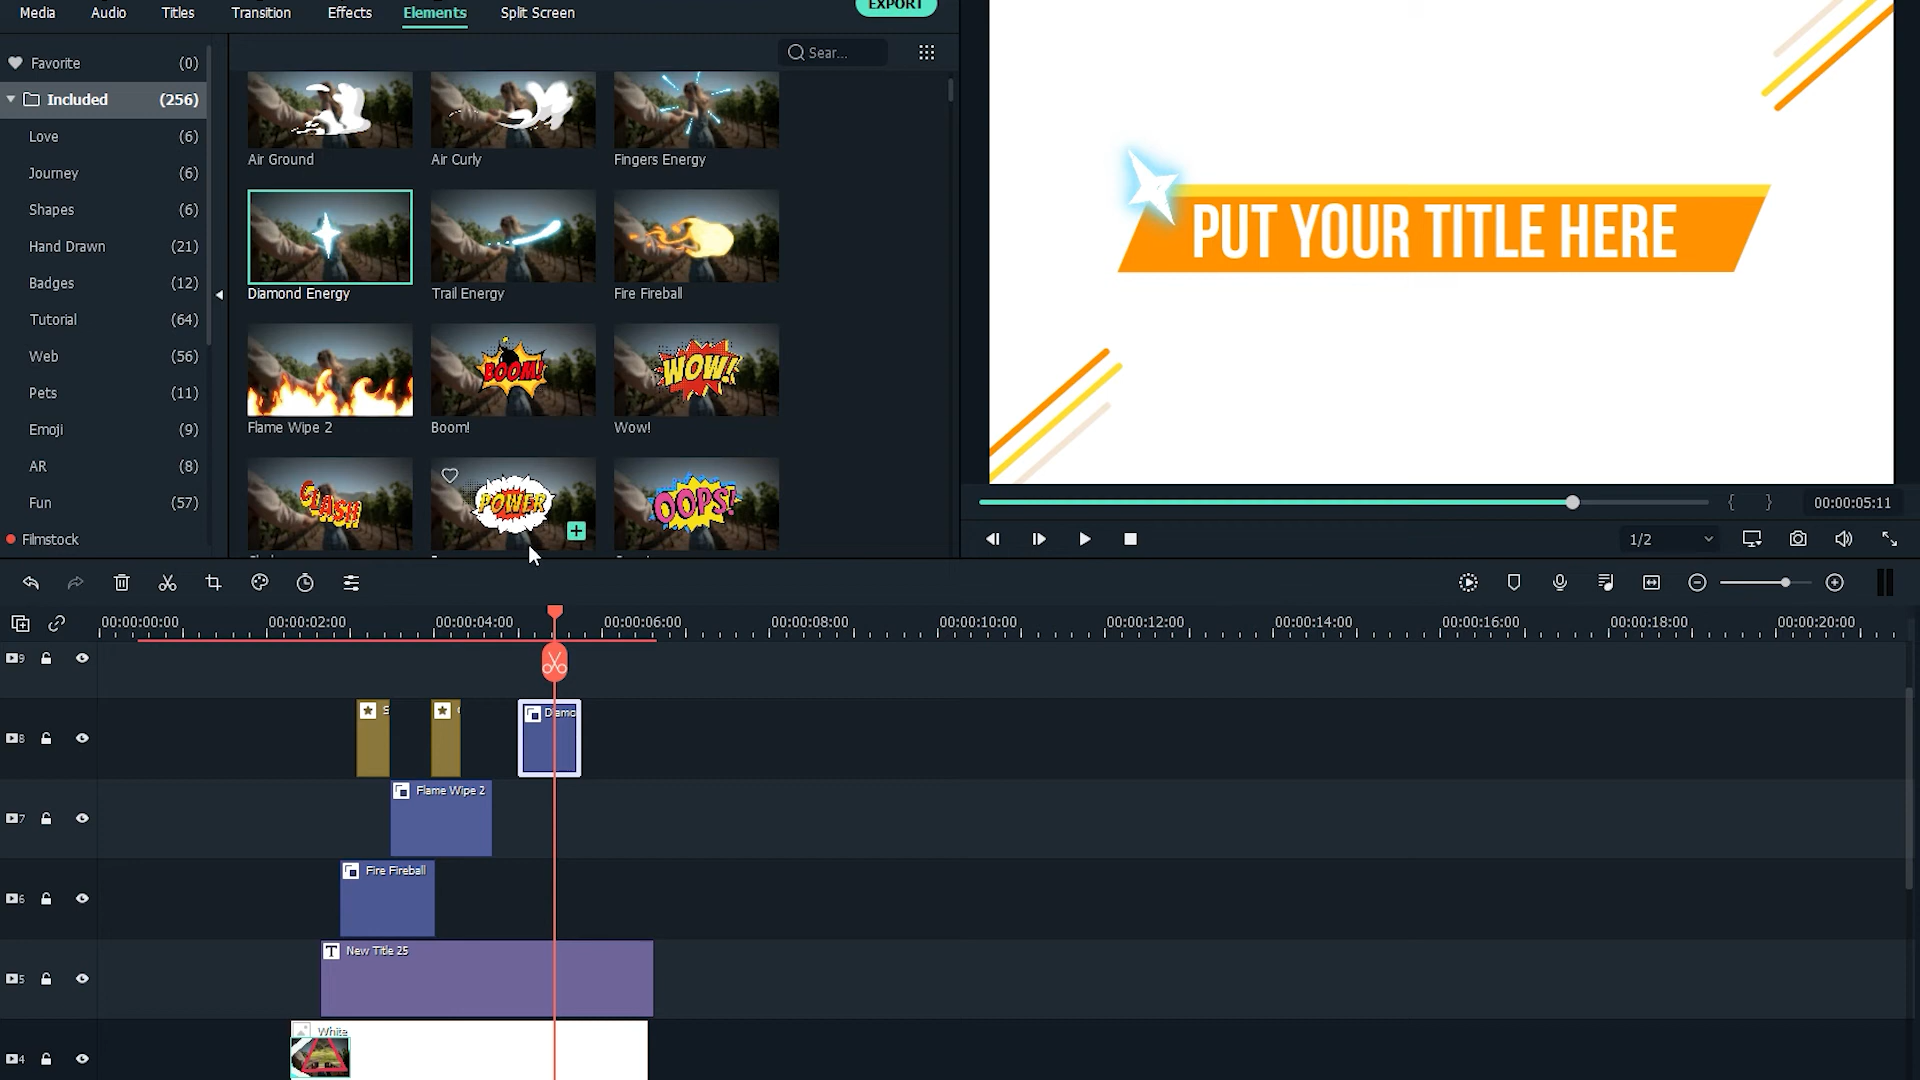 Media Audio Titles Transition Effects Elements Split Screen EXPORT
Sear...
Favorite (0)
Included (256)
Love (6)
Journey (6)
Shapes (6)
Hand Drawn (21)
Badges (12)
Tutorial (64)
Web (56)
Pets (11)
Emoji (9)
AR (8)
Fun (57)
Filmstock
Air Ground Air Curly Fingers Energy
Diamond Energy Trail Energy Fire Fireball
BOOM! WOW!
Flame Wipe 2 Boom! Wow!
CLASH POWER OOPS!
PUT YOUR TITLE HERE
{ } 00:00:05:11
1/2
00:00:00:00 00:00:02:00 00:00:04:00 00:00:06:00 00:00:08:00 00:00:10:00 00:00:12:00 00:00:14:00 00:00:16:00 00:00:18:00 00:00:20:00
9
8
7 Flame Wipe 2
6 Fire Fireball
5 T New Title 25
4 White